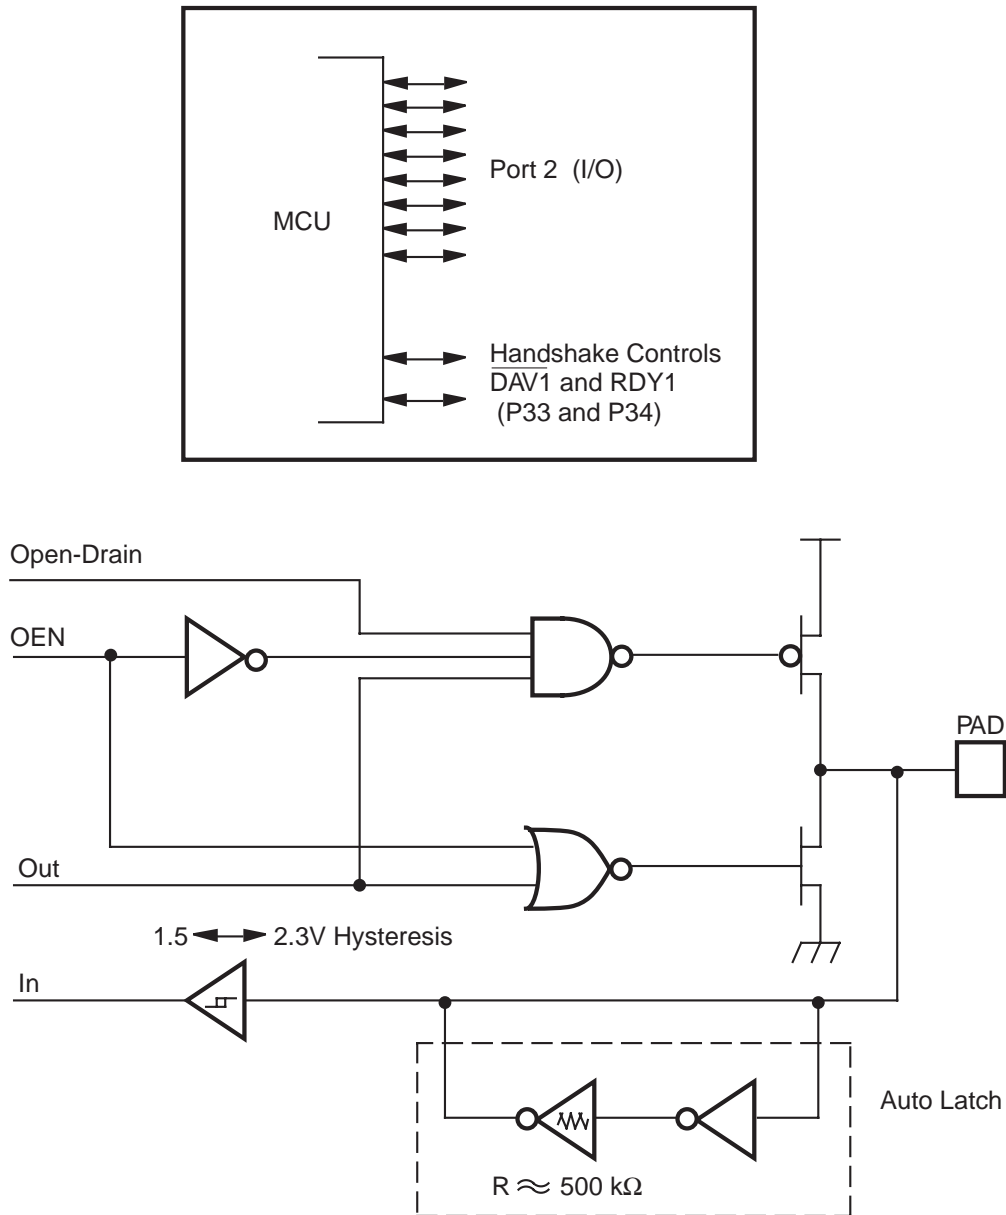 MCU
Port 2 (I/O)
Handshake Controls
D̅A̅V̅1̅ and RDY1
(P33 and P34)
Open-Drain
OEN
PAD
Out
1.5 2.3V Hysteresis
In
Auto Latch
R ≈ 500 kΩ